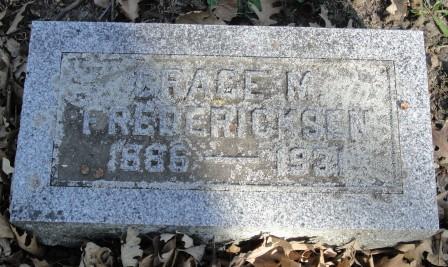 GRACE M.
FREDERICKSEN
1886 — 1931